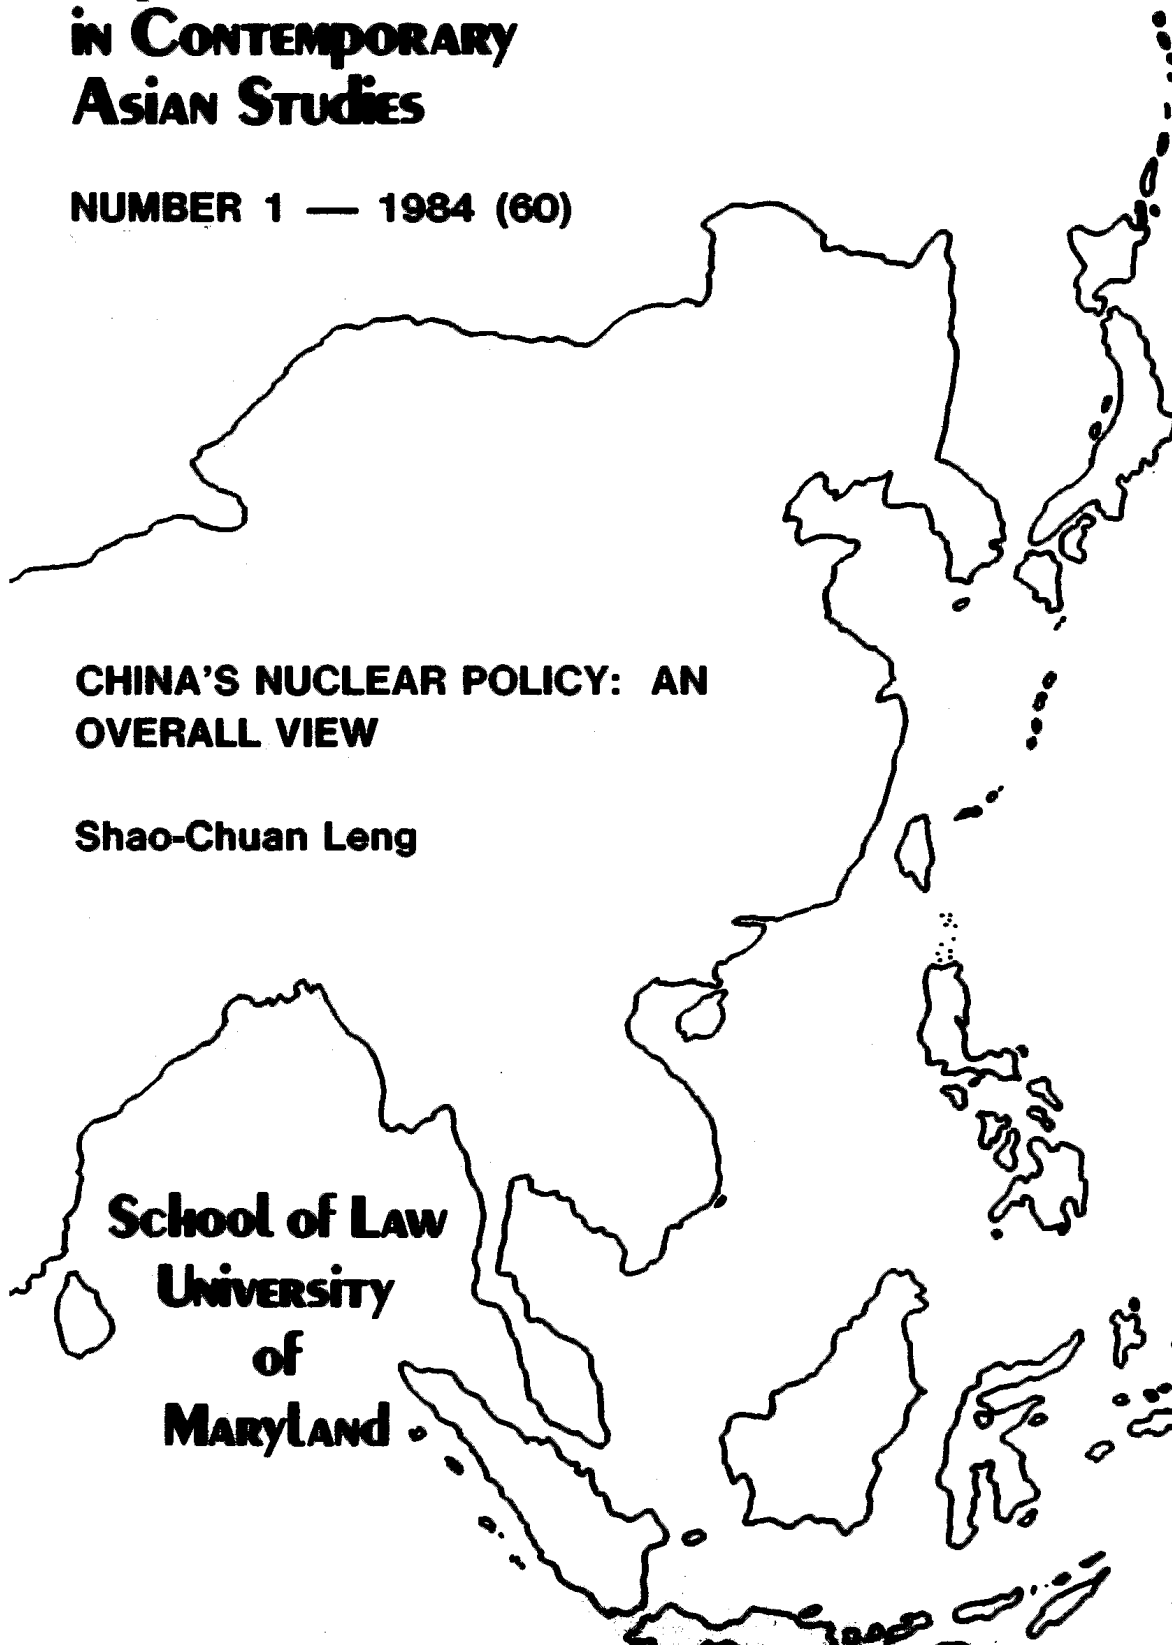 in Contemporary
Asian Studies
NUMBER 1 — 1984 (60)
CHINA'S NUCLEAR POLICY: AN
OVERALL VIEW
Shao-Chuan Leng
School of Law
University
of
Maryland